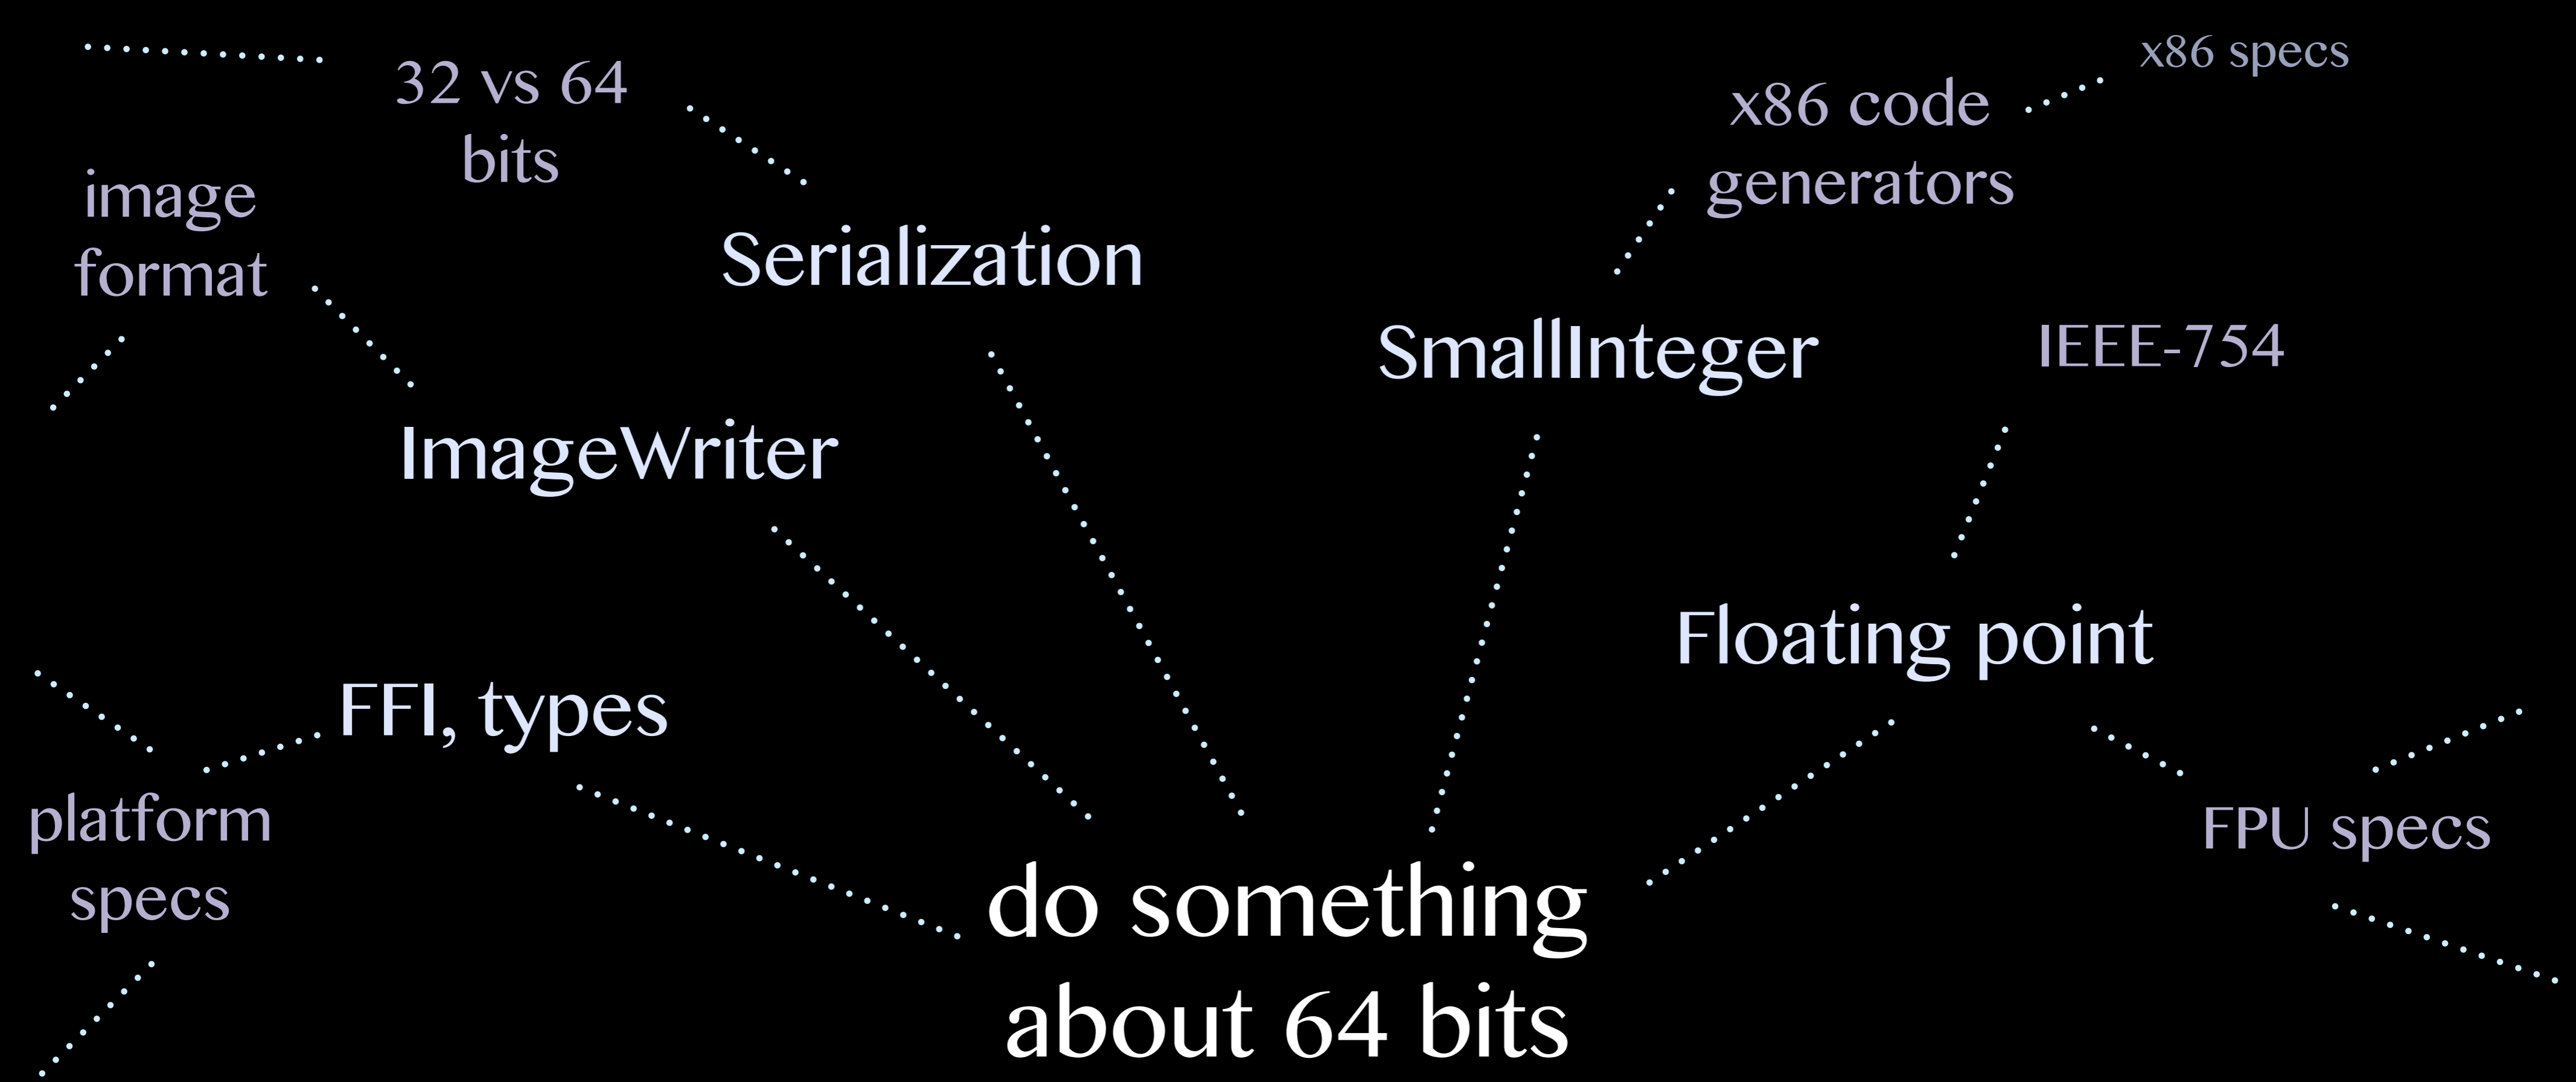 32 vs 64
bits
x86 specs
x86 code
generators
image
format
Serialization
SmallInteger
IEEE-754
ImageWriter
Floating point
FFI, types
platform
specs
FPU specs
do something
about 64 bits